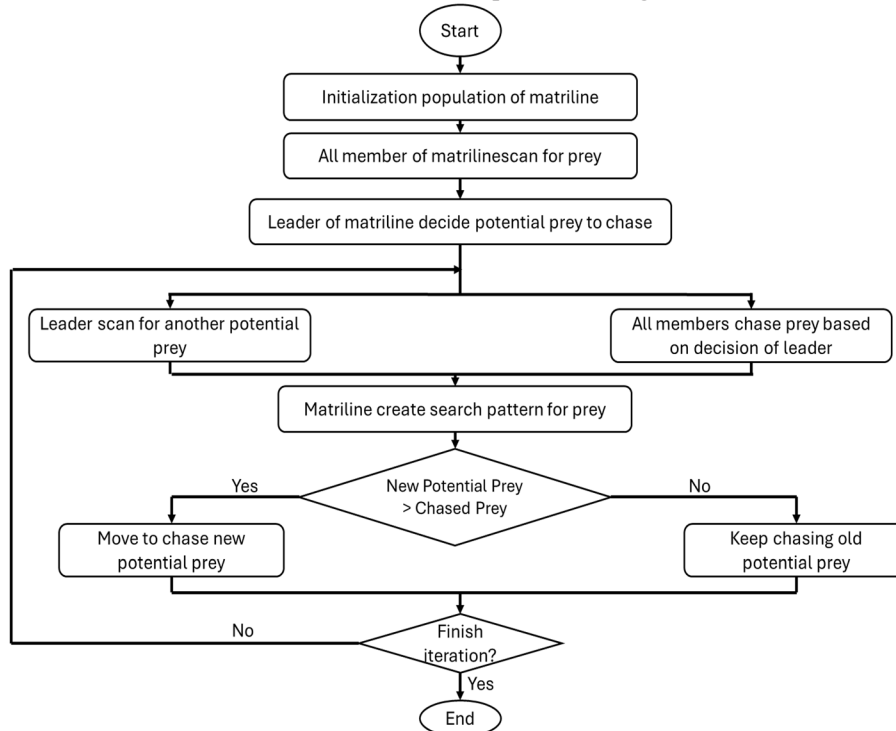 Start
Initialization population of matriline
All member of matrilinescan for prey
Leader of matriline decide potential prey to chase
Leader scan for another potential
prey
All members chase prey based
on decision of leader
Matriline create search pattern for prey
New Potential Prey
> Chased Prey
Yes
No
Move to chase new
potential prey
Keep chasing old
potential prey
Finish
iteration?
No
Yes
End